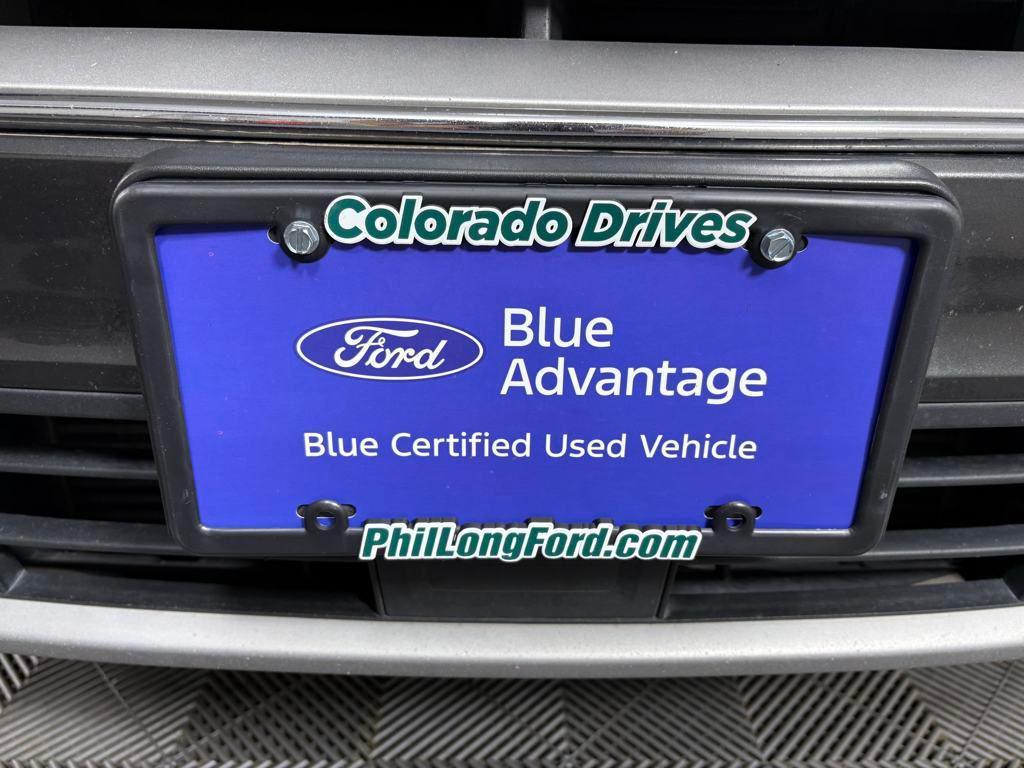 Colorado Drives
Ford
Blue
Advantage
Blue Certified Used Vehicle
PhilLongFord.com